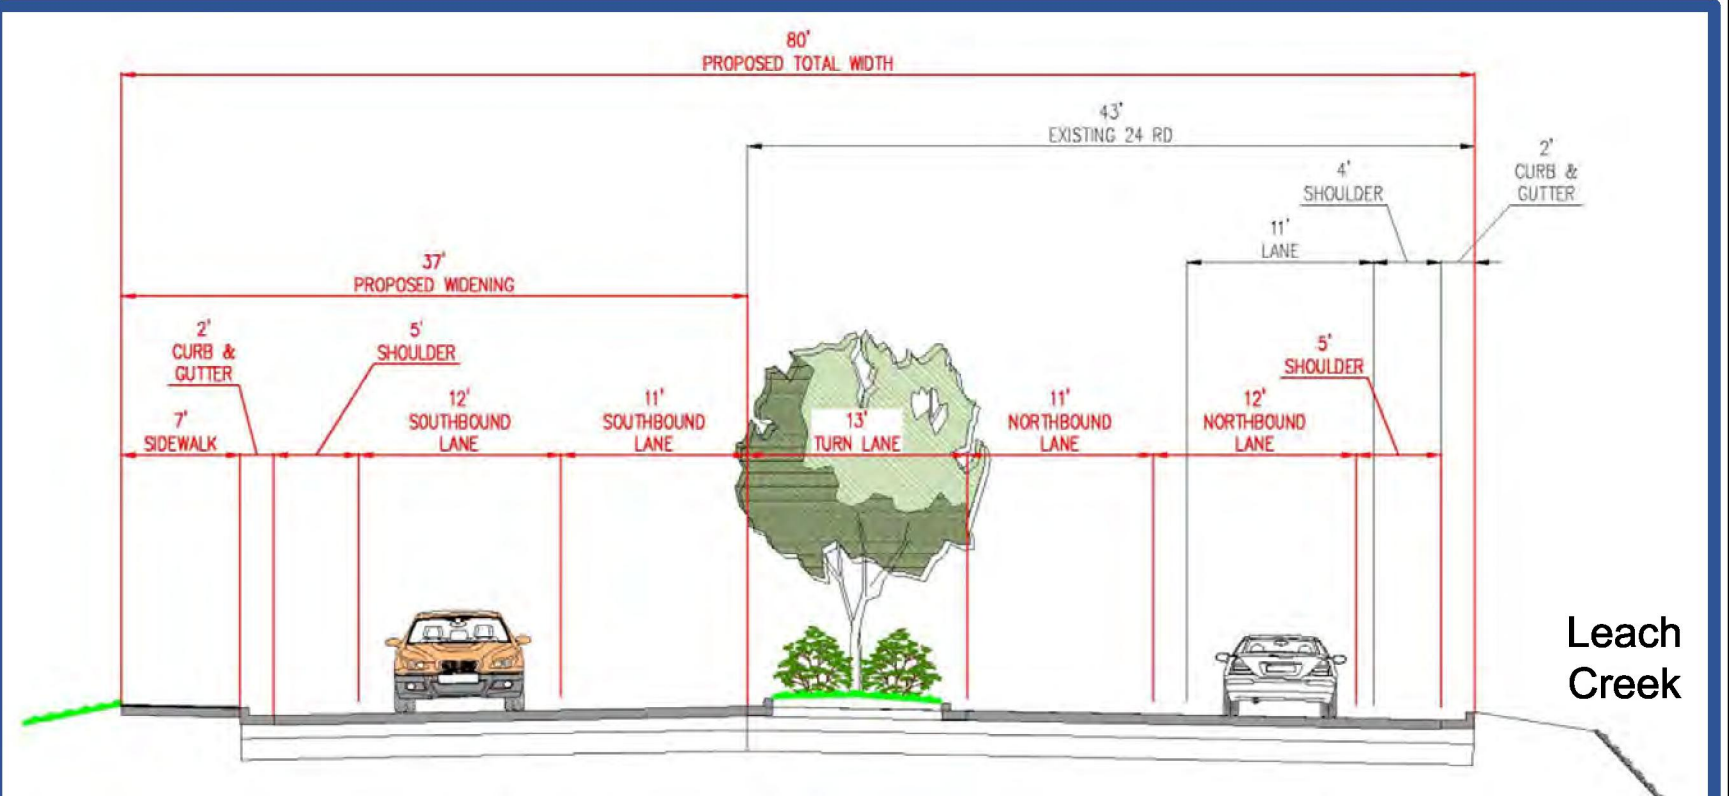 80'
PROPOSED TOTAL WIDTH
43'
EXISTING 24 RD
2'
CURB &
GUTTER
4'
SHOULDER
11'
LANE
37'
PROPOSED WIDENING
2'
CURB &
GUTTER
5'
SHOULDER
5'
SHOULDER
7'
SIDEWALK
12'
SOUTHBOUND
LANE
11'
SOUTHBOUND
LANE
13'
TURN LANE
11'
NORTHBOUND
LANE
12'
NORTHBOUND
LANE
Leach
Creek